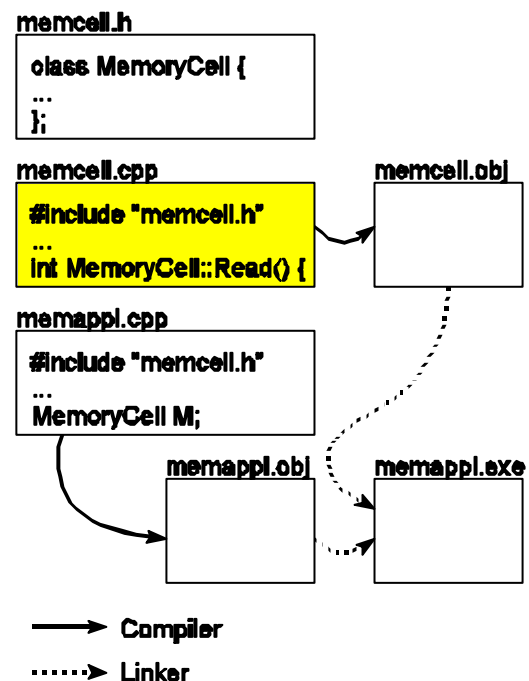 memcell.h
class MemoryCell {
...
};
memcell.cpp
#include "memcell.h"
...
int MemoryCell::Read() {
memcell.obj
memappl.cpp
#include "memcell.h"
...
MemoryCell M;
memappl.obj
memappl.exe
Compiler
Linker